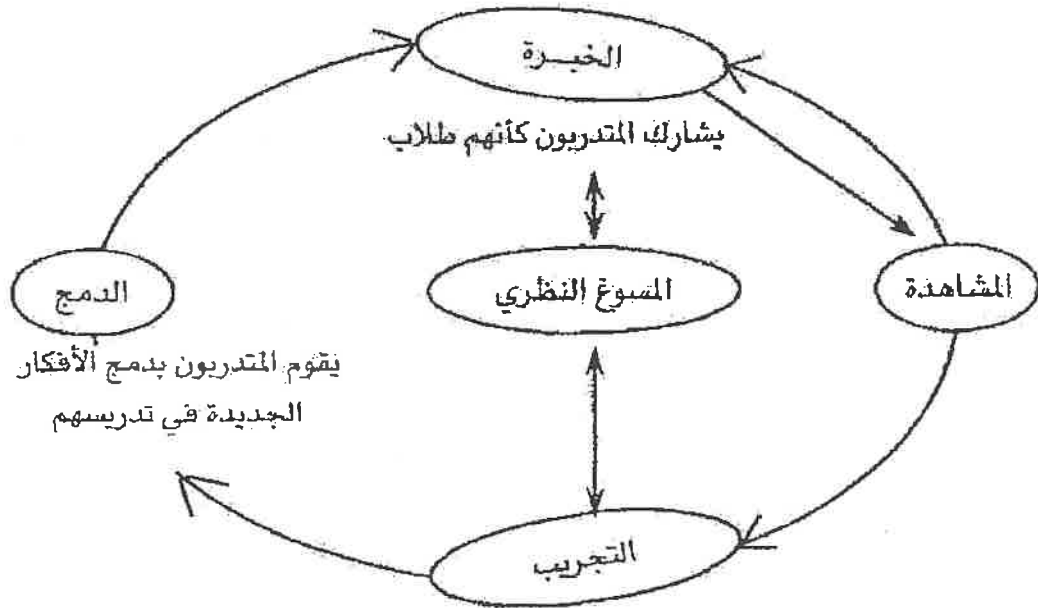 الخبرة
يشارك المتدربون كأنهم طلاب
المشاهدة
المسوغ النظري
الدمج
يقوم المتدربون بدمج الأفكار
الجديدة في تدريسهم
التجريب